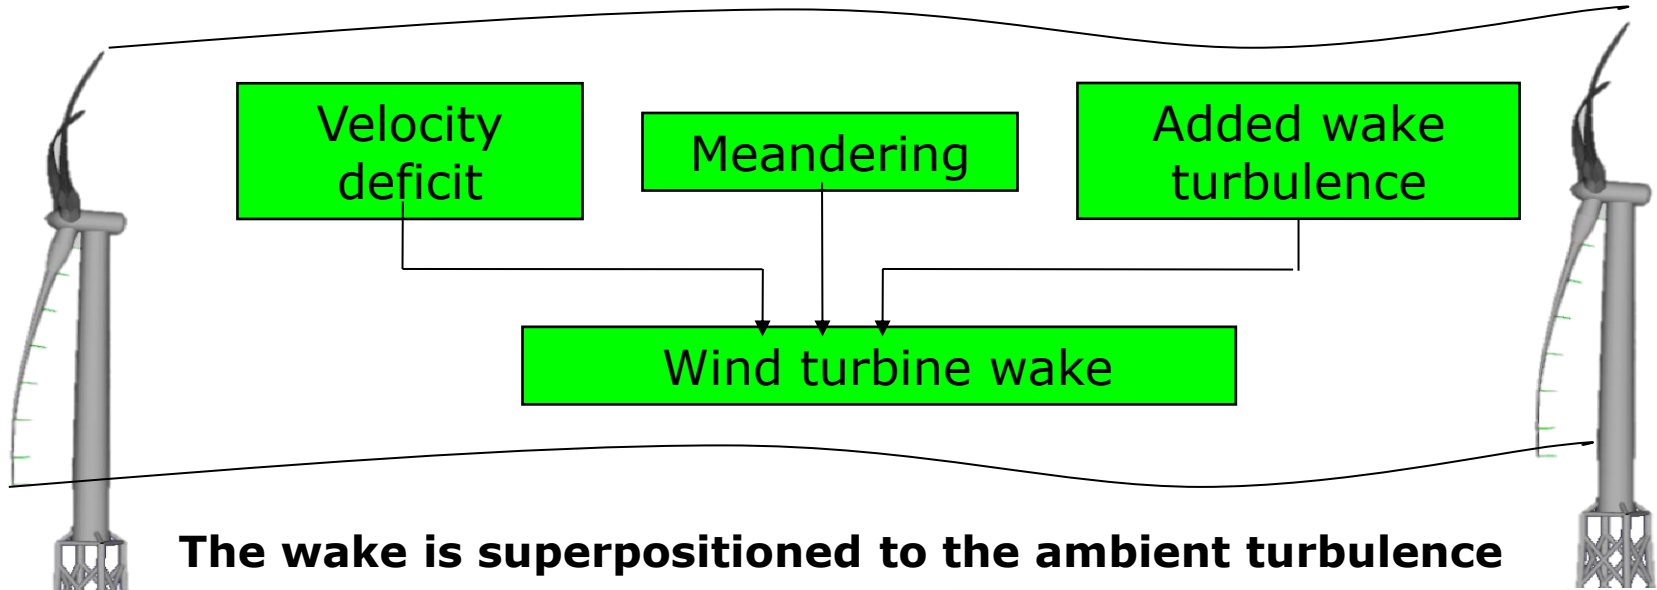 Velocity
deficit
Meandering
Added wake
turbulence
Wind turbine wake
The wake is superpositioned to the ambient turbulence